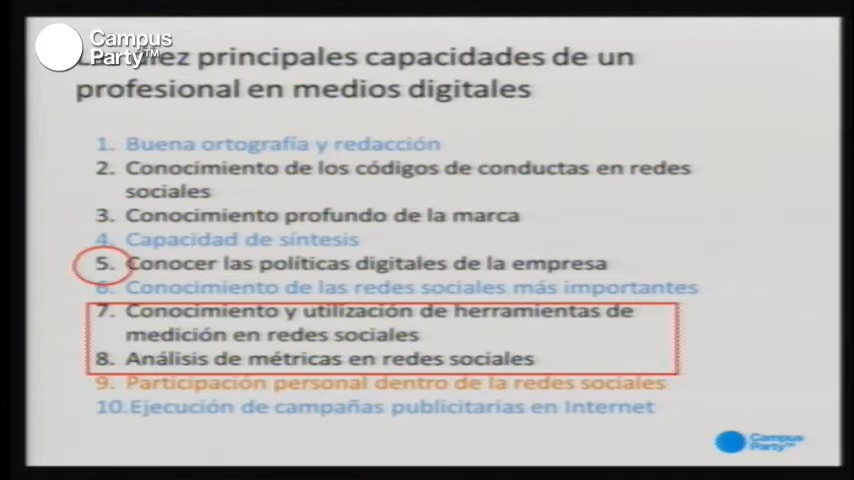 Campus
Party™
diez principales capacidades de un
profesional en medios digitales
1. Buena ortografía y redacción
2. Conocimiento de los códigos de conductas en redes
sociales
3. Conocimiento profundo de la marca
4. Capacidad de síntesis
5. Conocer las políticas digitales de la empresa
6. Conocimiento de las redes sociales más importantes
7. Conocimiento y utilización de herramientas de
medición en redes sociales
8. Análisis de métricas en redes sociales
9. Participación personal dentro de la redes sociales
10.Ejecución de campañas publicitarias en Internet
Campus
Party™